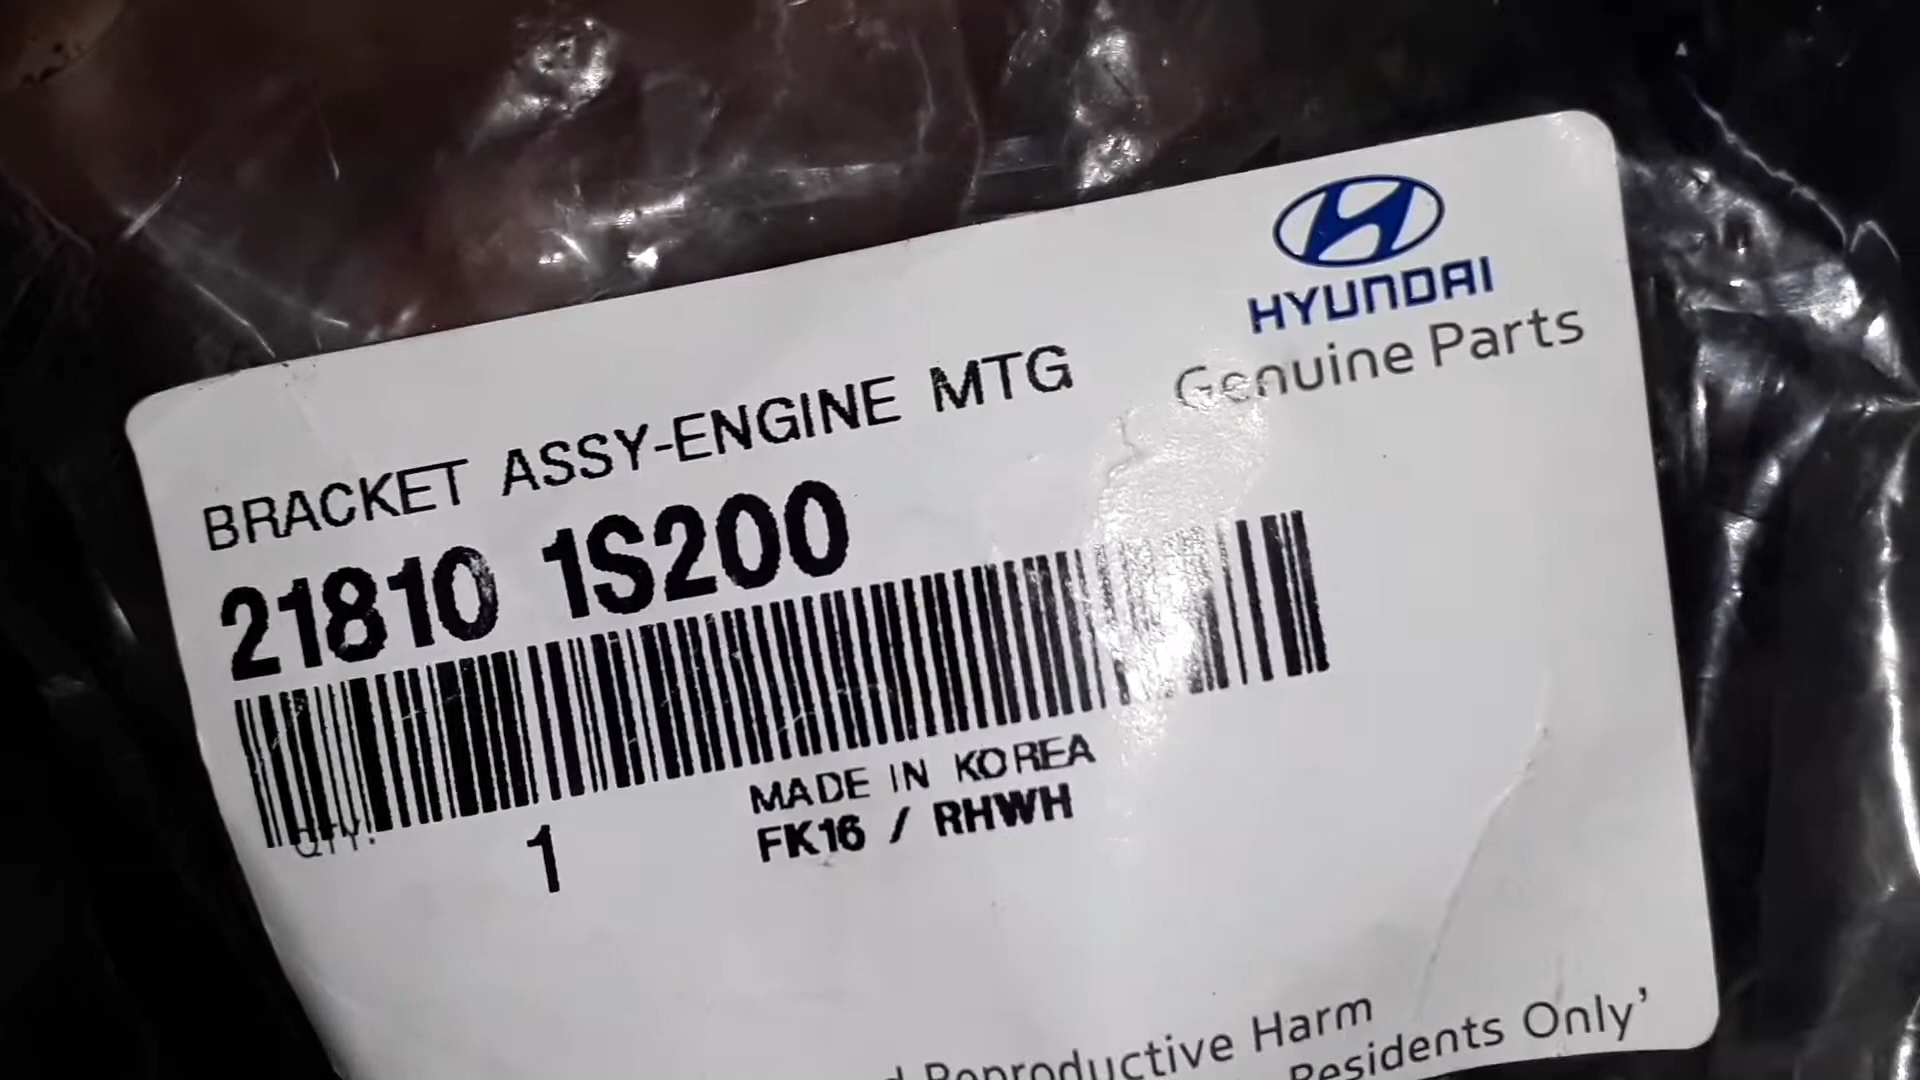 HYUNDAI
Genuine Parts
BRACKET ASSY-ENGINE MTG
21810 1S200
MADE IN KOREA
QTY. 1
FK16 / RHWH
Reproductive Harm
Residents Only'